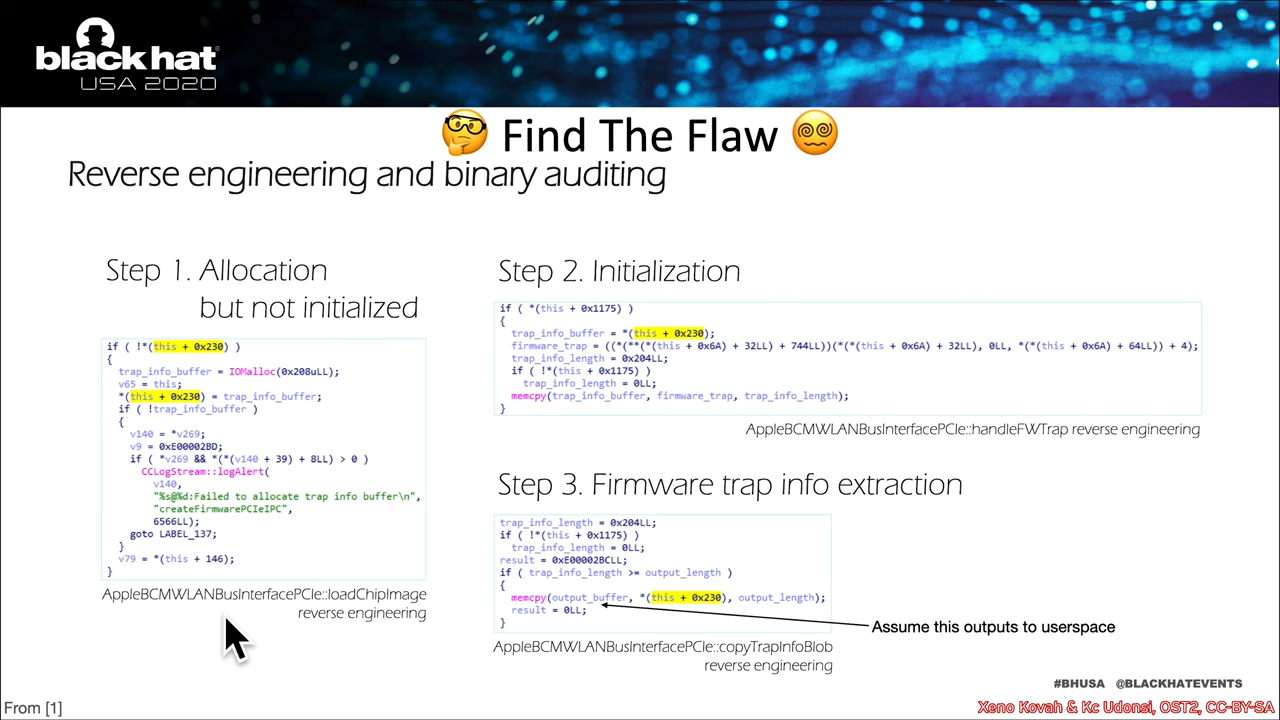 black hat
USA 2020
Find The Flaw
Reverse engineering and binary auditing
Step 1. Allocation
but not initialized
if ( !*(this + 0x230) )
{
trap_info_buffer = IOMalloc(0x208uLL);
v65 = this;
*(this + 0x230) = trap_info_buffer;
if ( !trap_info_buffer )
{
v140 = *v269;
v9 = 0xE00002BD;
if ( *v269 && *(*(v140 + 39) + 8LL) > 0 )
CCLogStream::logAlert(
v140,
"%s@%d:Failed to allocate trap info buffer\n",
"createFirmwarePCIeIPC",
6566LL);
goto LABEL_137;
}
v79 = *(this + 146);
}
AppleBCMWLANBusInterfacePCIe::loadChipImage
reverse engineering
Step 2. Initialization
if ( *(this + 0x1175) )
{
trap_info_buffer = *(this + 0x230);
firmware_trap = ((*(**(*(this + 0x6A) + 32LL) + 744LL))(*(*(this + 0x6A) + 32LL), 0LL, *(*(this + 0x6A) + 64LL)) + 4);
trap_info_length = 0x204LL;
if ( !*(this + 0x1175) )
trap_info_length = 0LL;
memcpy(trap_info_buffer, firmware_trap, trap_info_length);
}
AppleBCMWLANBusInterfacePCIe::handleFWTrap reverse engineering
Step 3. Firmware trap info extraction
trap_info_length = 0x204LL;
if ( !*(this + 0x1175) )
trap_info_length = 0LL;
result = 0xE00002BCLL;
if ( trap_info_length >= output_length )
{
memcpy(output_buffer, *(this + 0x230), output_length);
result = 0LL;
}
Assume this outputs to userspace
AppleBCMWLANBusInterfacePCIe::copyTrapInfoBlob
reverse engineering
#BHUSA @BLACKHATEVENTS
From [1]
Xeno Kovah & Kc Udonsi, OST2, CC-BY-SA